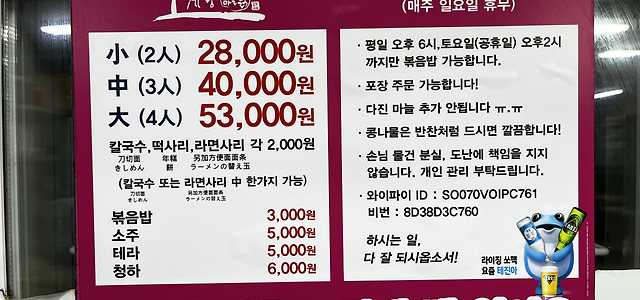 (매주 일요일 휴무)
小 (2人) 28,000원
中 (3人) 40,000원
大 (4人) 53,000원
칼국수,떡사리,라면사리 각 2,000원
刀切面 年糕 另加方便面面条
きしめん 餅 ラーメンの替え玉
(칼국수 또는 라면사리 中 한가지 가능)
刀切面 另加方便面面条
きしめん ラーメンの替え玉
볶음밥 3,000원
소주 5,000원
테라 5,000원
청하 6,000원
· 평일 오후 6시,토요일(공휴일) 오후2시
까지만 볶음밥 가능합니다.
· 포장 주문 가능합니다!
· 다진 마늘 추가 안됩니다 ㅠ.ㅠ
· 콩나물은 반찬처럼 드시면 깔끔합니다!
· 손님 물건 분실, 도난에 책임을 지지
않습니다. 개인 관리 부탁드립니다.
· 와이파이 ID : SO070VOIPC761
비번 : 8D38D3C760
하시는 일,
다 잘 되시옵소서!
라이징 쏘맥
요즘 테진아